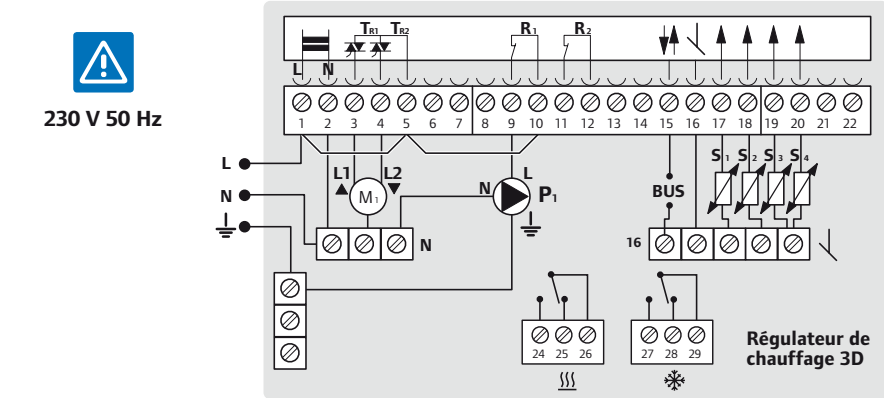 TR1 TR2 R1 R2
L N
1 2 3 4 5 6 7 8 9 10 11 12 13 14 15 16 17 18 19 20 21 22
230 V 50 Hz
L
N
L1 L2
M1
N
L
P1
BUS
S1 S2 S3 S4
N
16
24 25 26
27 28 29
Régulateur de
chauffage 3D